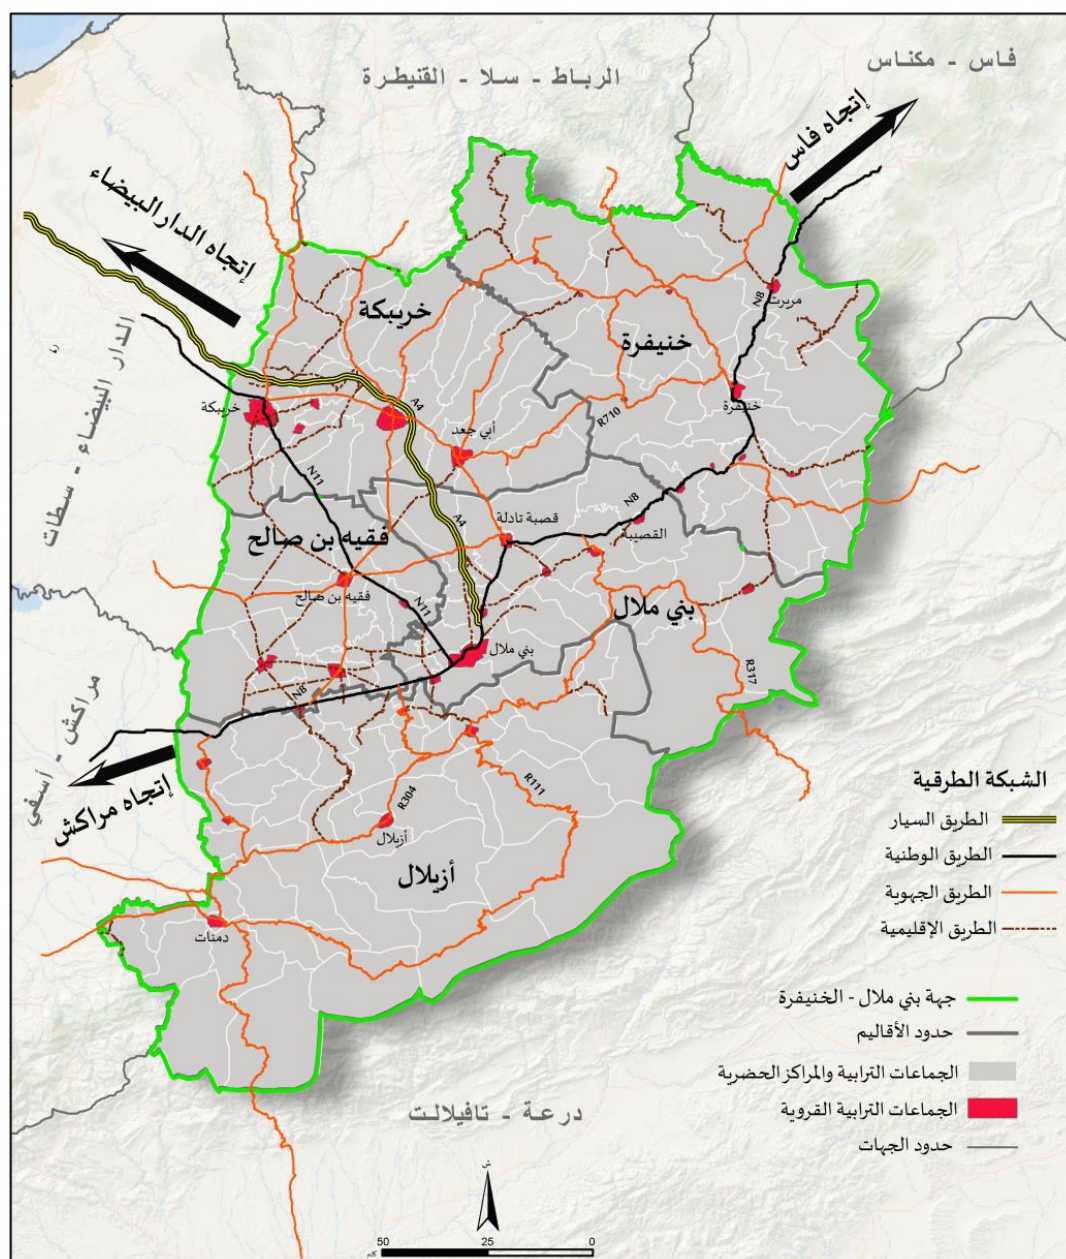 فاس - مكناس
الرباط - سلا - القنيطرة
إتجاه فاس
إتجاه الدار البيضاء
الدار البيضاء - سطات
مراكش - أسفي
إتجاه مراكش
درعة - تافيلالت
خريبكة
خنيفرة
مريرت
N8
خنيفرة
خريبكة
A4
أبي جعد
R710
N11
A4
N8
قصبة تادلة
القصيبة
فقيه بن صالح
فقيه بن صالح
N11
بني ملال
بني ملال
R317
N8
R304
R111
أزيلال
أزيلال
دمنات
الشبكة الطرقية
الطريق السيار
الطريق الوطنية
الطريق الجهوية
الطريق الإقليمية
جهة بني ملال - الخنيفرة
حدود الأقاليم
الجماعات الترابية والمراكز الحضرية
الجماعات الترابية القروية
حدود الجهات
ش
50 25 0
كلم